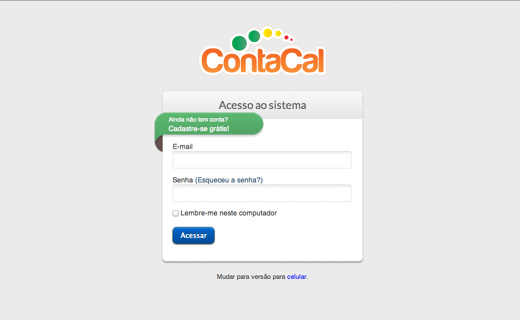 ContaCal
Acesso ao sistema
Ainda não tem conta?
Cadastre-se grátis!
E-mail
Senha (Esqueceu a senha?)
Lembre-me neste computador
Acessar
Mudar para versão para celular.